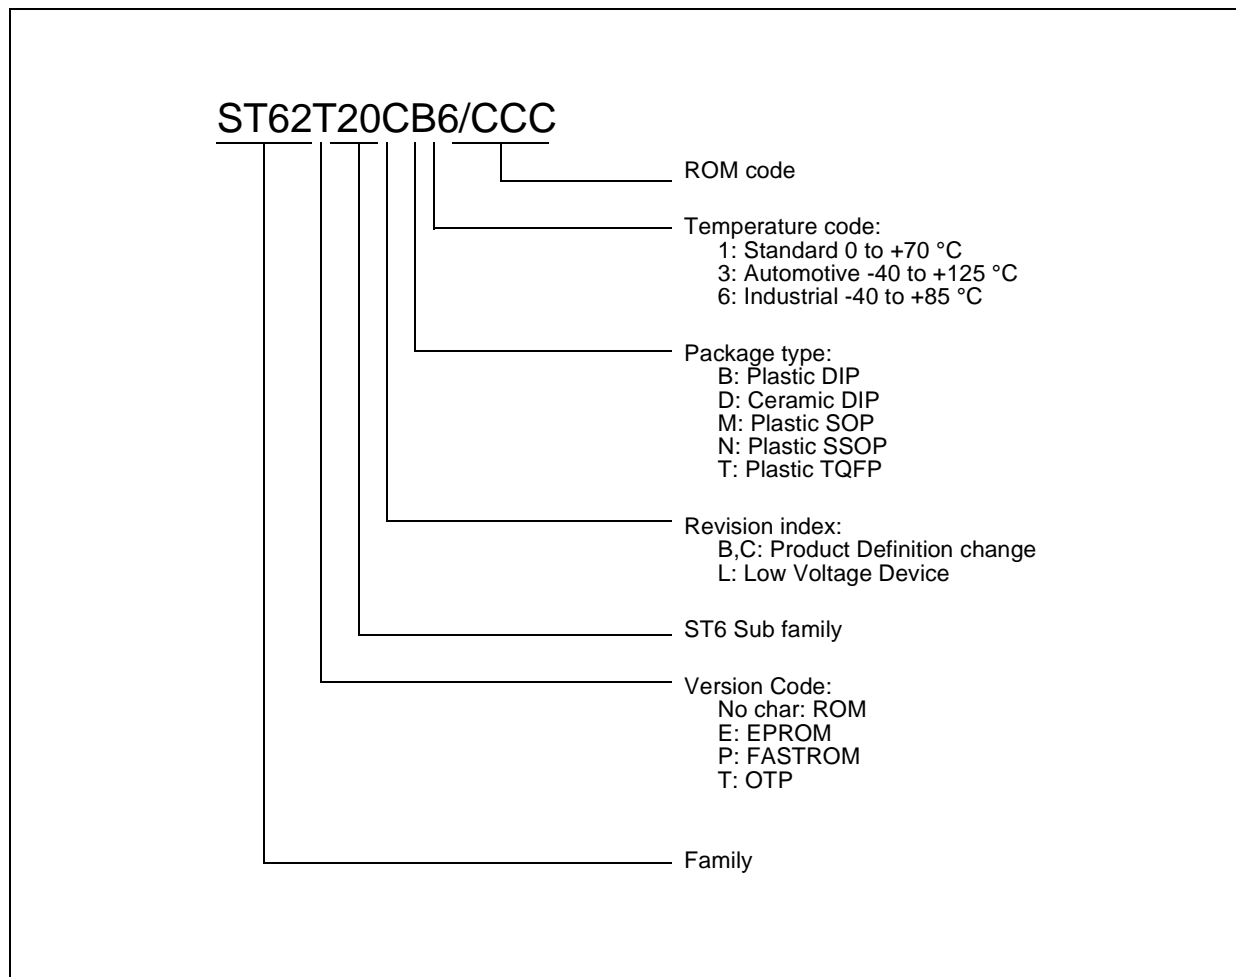 ST62T20CB6/CCC
ROM code
Temperature code:
1: Standard 0 to +70 °C
3: Automotive -40 to +125 °C
6: Industrial -40 to +85 °C
Package type:
B: Plastic DIP
D: Ceramic DIP
M: Plastic SOP
N: Plastic SSOP
T: Plastic TQFP
Revision index:
B,C: Product Definition change
L: Low Voltage Device
ST6 Sub family
Version Code:
No char: ROM
E: EPROM
P: FASTROM
T: OTP
Family